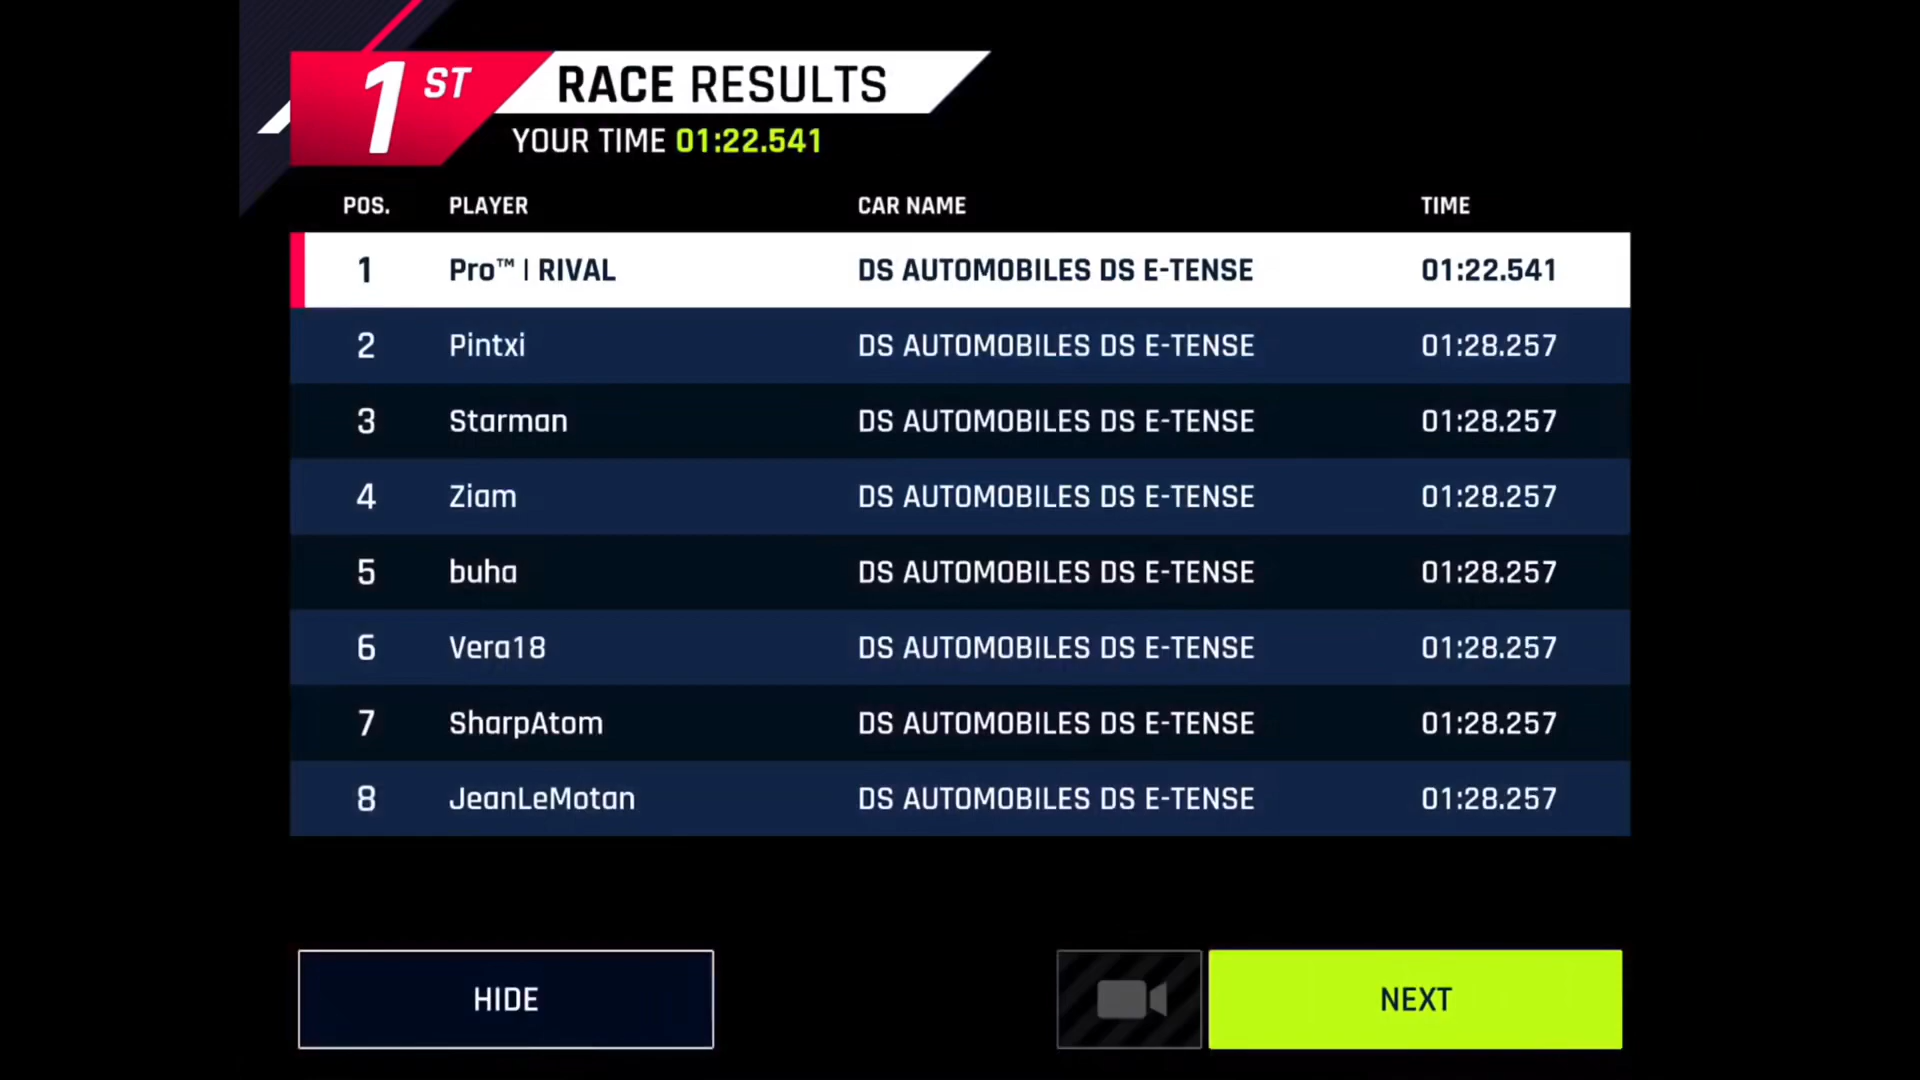 1ST RACE RESULTS
YOUR TIME 01:22.541
POS. PLAYER CAR NAME TIME
1 Pro™ | RIVAL DS AUTOMOBILES DS E-TENSE 01:22.541
2 Pintxi DS AUTOMOBILES DS E-TENSE 01:28.257
3 Starman DS AUTOMOBILES DS E-TENSE 01:28.257
4 Ziam DS AUTOMOBILES DS E-TENSE 01:28.257
5 buha DS AUTOMOBILES DS E-TENSE 01:28.257
6 Vera18 DS AUTOMOBILES DS E-TENSE 01:28.257
7 SharpAtom DS AUTOMOBILES DS E-TENSE 01:28.257
8 JeanLeMotan DS AUTOMOBILES DS E-TENSE 01:28.257
HIDE NEXT